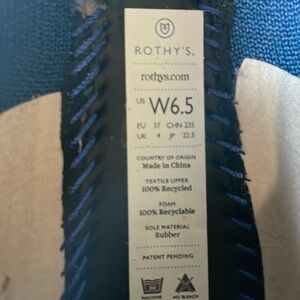 ROTHY'S
rothys.com
US W6.5
EU 37 CHN 235
UK 4 JP 22.5
COUNTRY OF ORIGIN
Made in China
TEXTILE UPPER
100% Recycled
FOAM
100% Recyclable
SOLE MATERIAL
Rubber
PATENT PENDING
MACHINE NO BLEACH